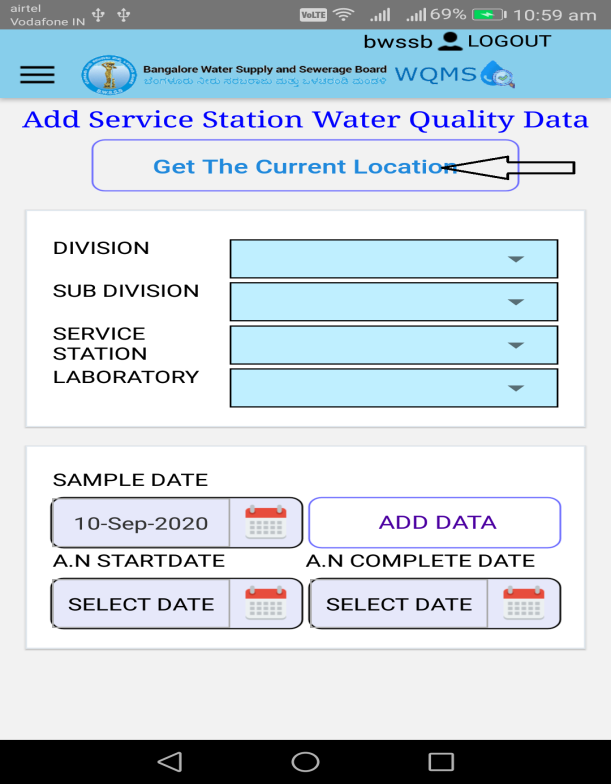 airtel
Vodafone IN
VoLTE 69% 10:59 am
bwssb LOGOUT
Bangalore Water Supply and Sewerage Board
ಬೆಂಗಳೂರು ನೀರು ಸರಬರಾಜು ಮತ್ತು ಒಳಚರಂಡಿ ಮಂಡಳಿ
WQMS
Add Service Station Water Quality Data
Get The Current Location
DIVISION
SUB DIVISION
SERVICE
STATION
LABORATORY
SAMPLE DATE
10-Sep-2020 ADD DATA
A.N STARTDATE A.N COMPLETE DATE
SELECT DATE SELECT DATE